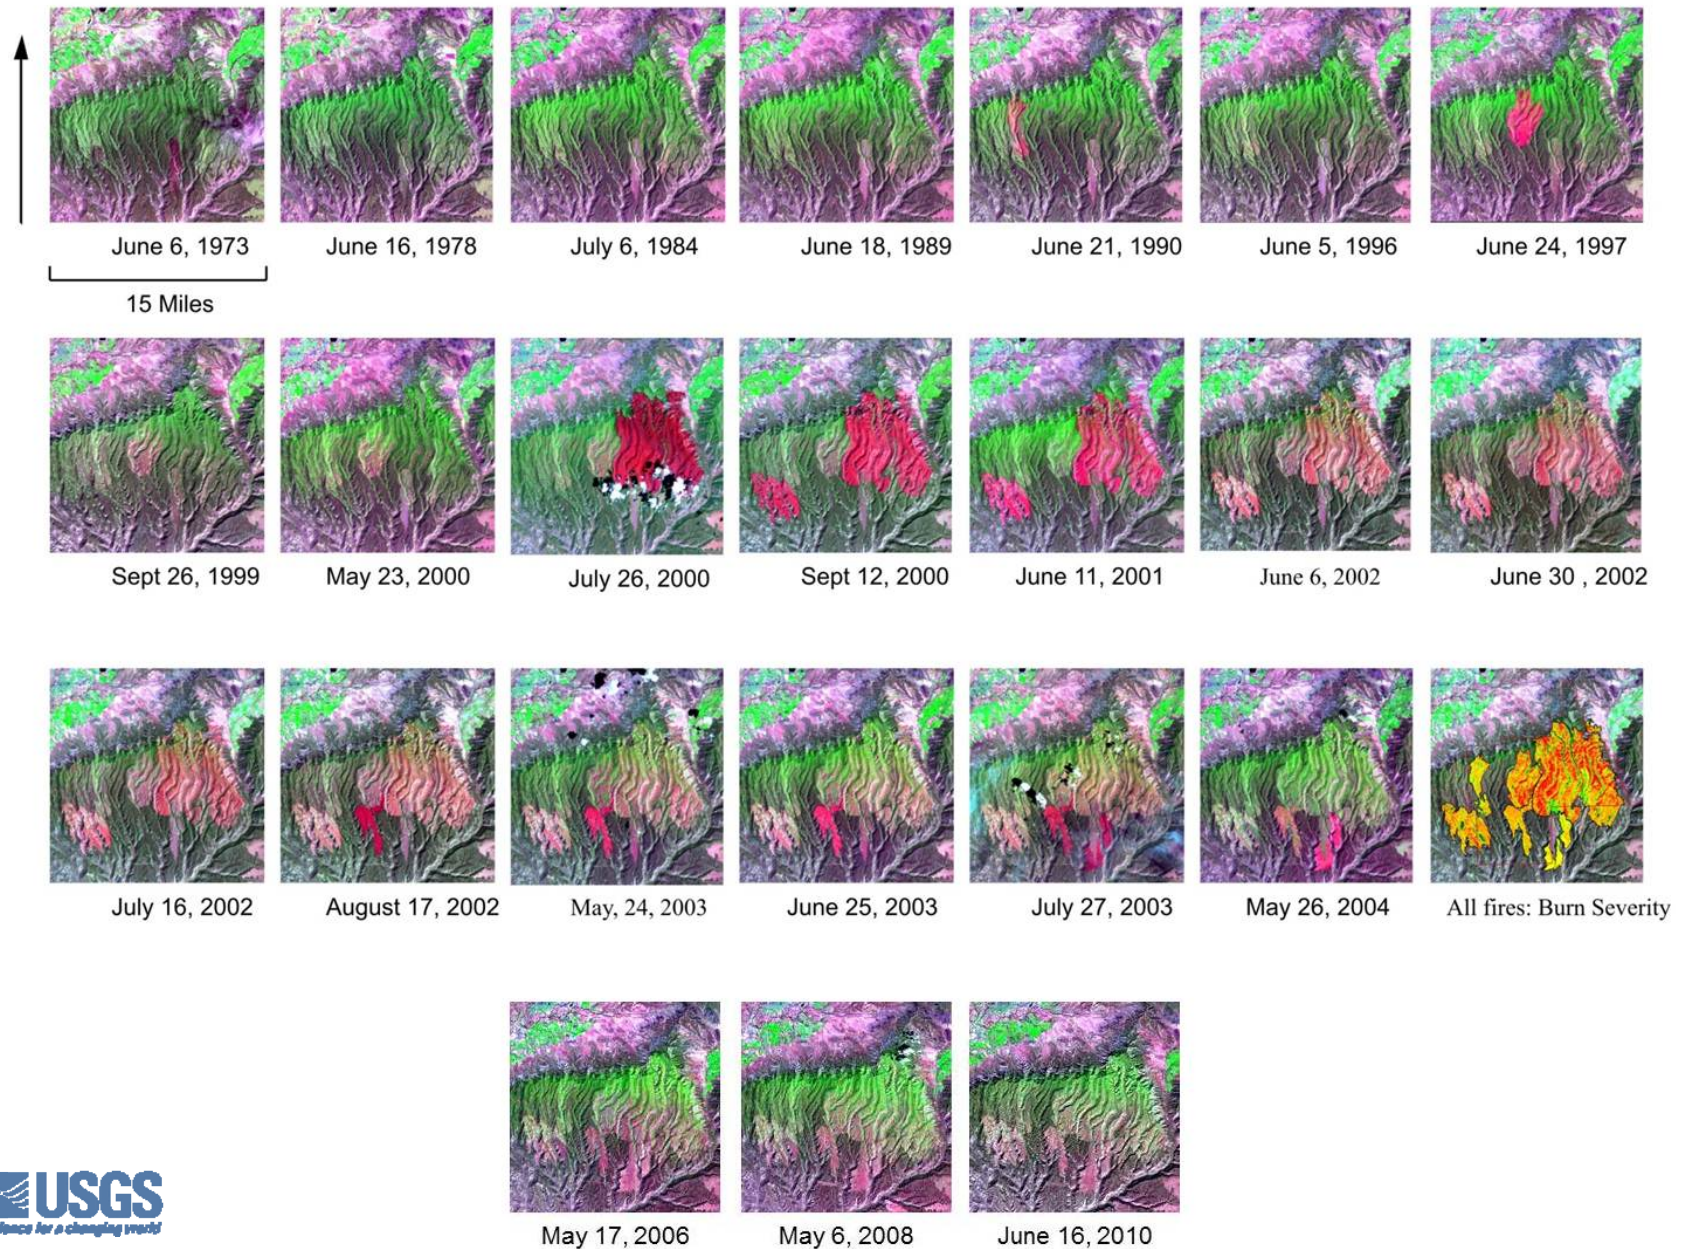 June 6, 1973
June 16, 1978
July 6, 1984
June 18, 1989
June 21, 1990
June 5, 1996
June 24, 1997
15 Miles
Sept 26, 1999
May 23, 2000
July 26, 2000
Sept 12, 2000
June 11, 2001
June 6, 2002
June 30 , 2002
July 16, 2002
August 17, 2002
May, 24, 2003
June 25, 2003
July 27, 2003
May 26, 2004
All fires: Burn Severity
May 17, 2006
May 6, 2008
June 16, 2010
USGS
for a changing world